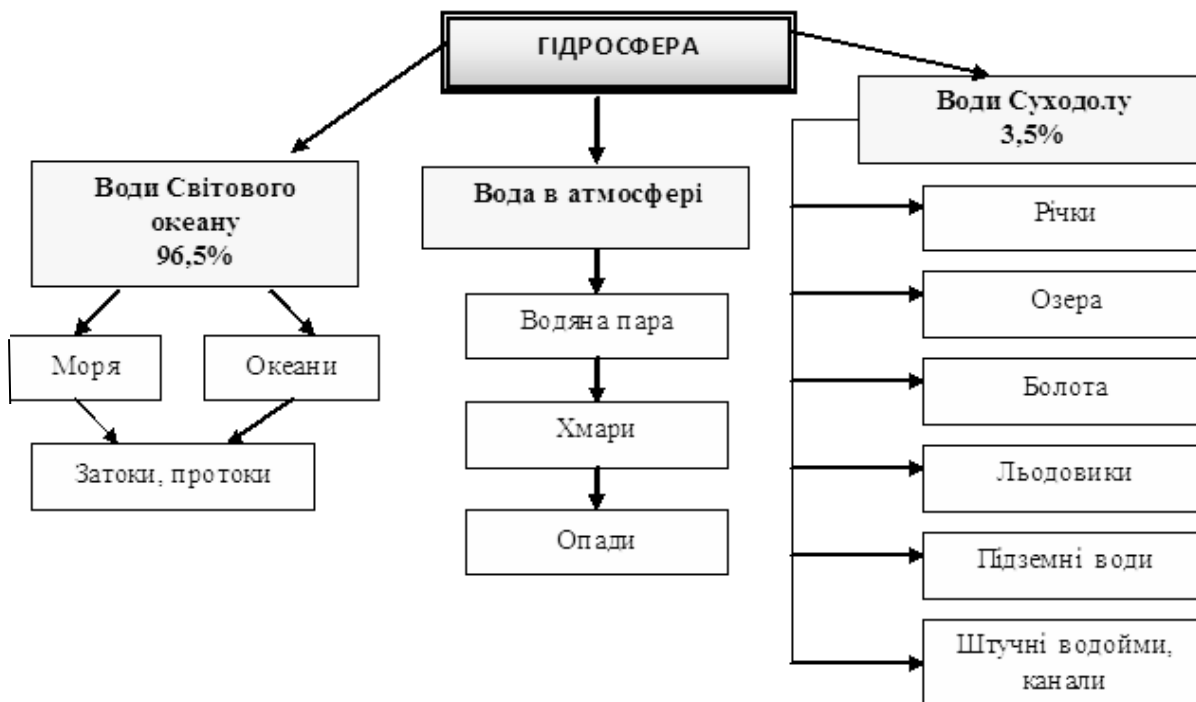 ГІДРОСФЕРА
Води Світового
океану
96,5%
Моря
Океани
Затоки, протоки
Вода в атмосфері
Водяна пара
Хмари
Опади
Води Суходолу
3,5%
Річки
Озера
Болота
Льодовики
Підземні води
Штучні водойми,
канали